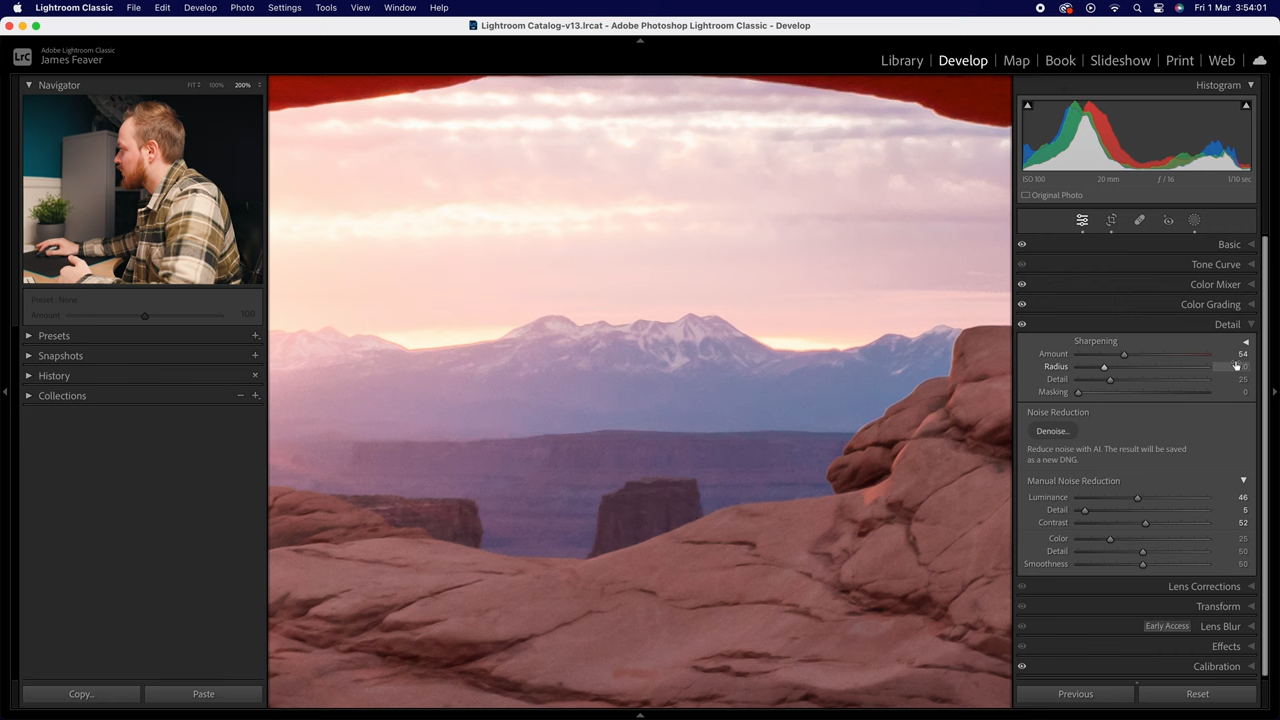 Lightroom Classic File Edit Develop Photo Settings Tools View Window Help Fri 1 Mar 3:54:01
Lightroom Catalog-v13.lrcat - Adobe Photoshop Lightroom Classic - Develop
LrC Adobe Lightroom Classic
James Feaver
Library | Develop | Map | Book | Slideshow | Print | Web
Navigator FIT 100% 200%
Histogram
ISO 100 20 mm ƒ / 16 1/10 sec
Original Photo
Basic
Tone Curve
Color Mixer
Color Grading
Detail
Sharpening
Amount 54
Radius
Detail 25
Masking 0
Noise Reduction
Denoise...
Reduce noise with AI. The result will be saved
as a new DNG.
Manual Noise Reduction
Luminance 46
Detail 5
Contrast 52
Color 25
Detail 50
Smoothness 50
Lens Corrections
Transform
Early Access Lens Blur
Effects
Calibration
Previous Reset
Preset: None
Amount 100
Presets
Snapshots
History
Collections
Copy... Paste